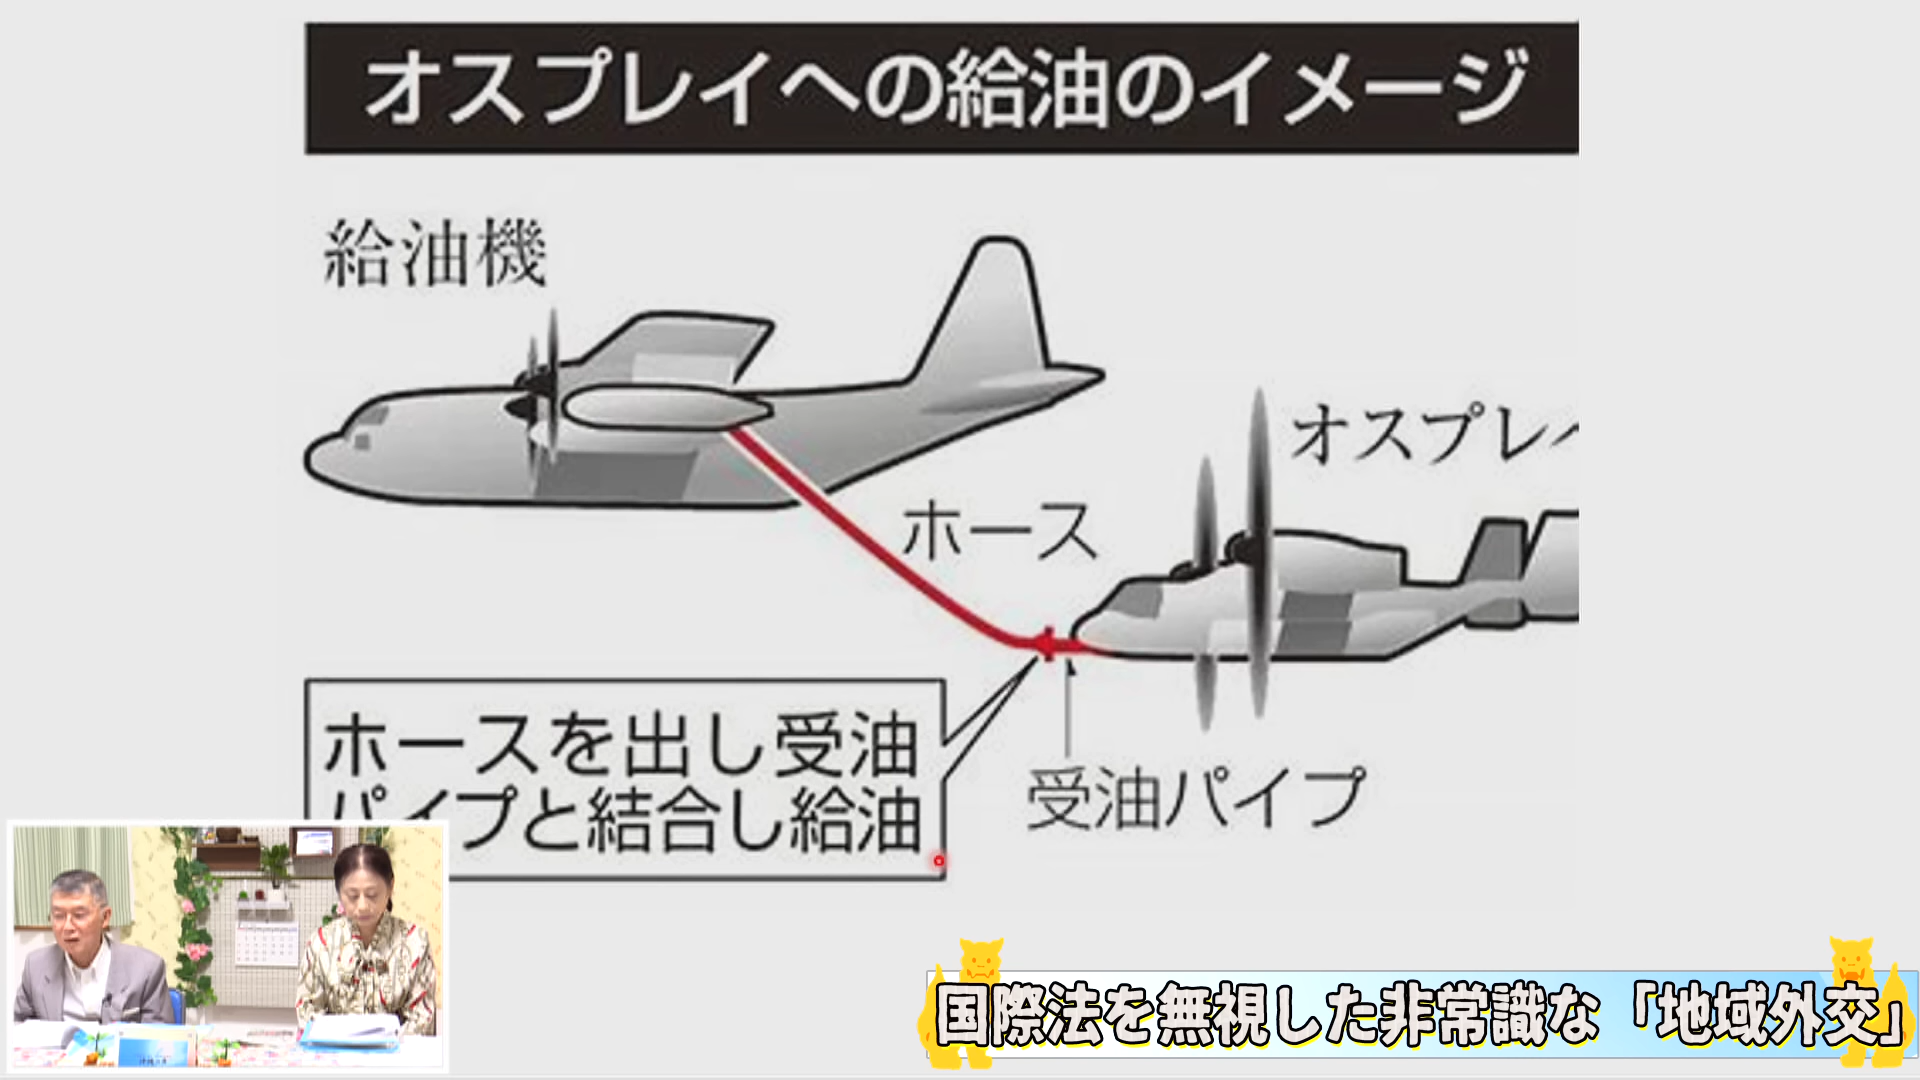 オスプレイへの給油のイメージ
給油機
オスプレイ
ホース
ホースを出し受油
パイプと結合し給油
受油パイプ
国際法を無視した非常識な「地域外交」